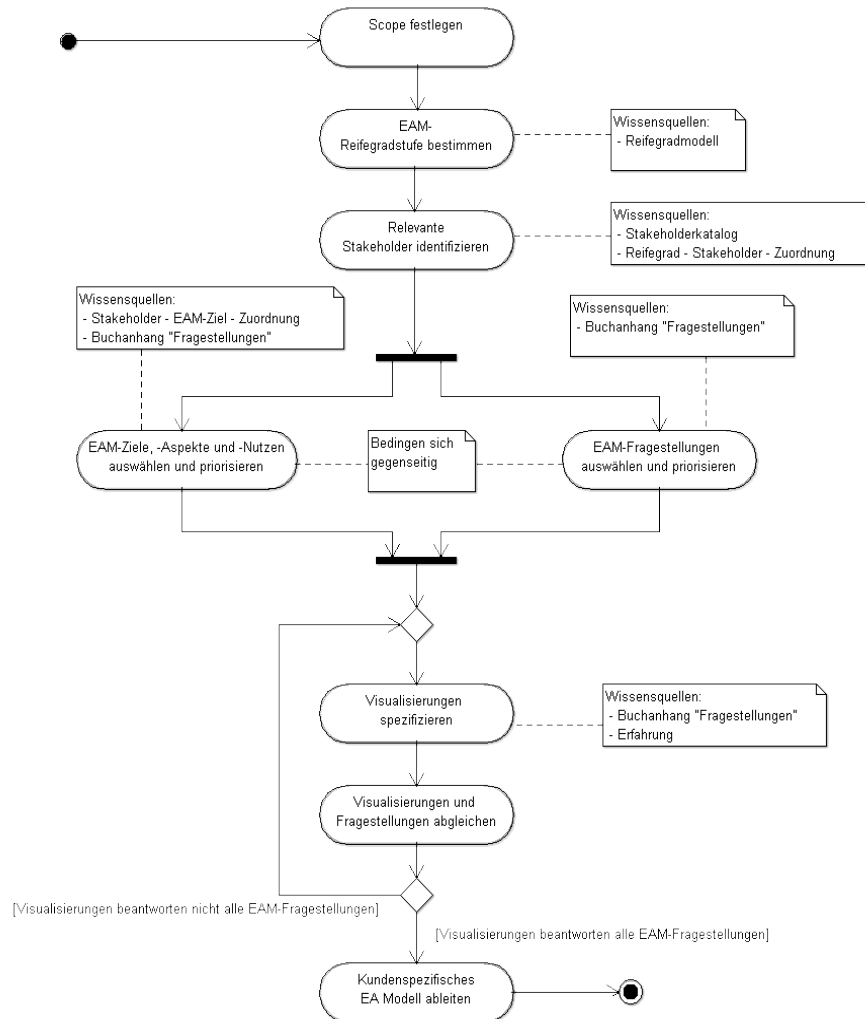 Scope festlegen
EAM-
Reifegradstufe bestimmen
Wissensquellen:
- Reifegradmodell
Relevante
Stakeholder identifizieren
Wissensquellen:
- Stakeholderkatalog
- Reifegrad - Stakeholder - Zuordnung
Wissensquellen:
- Stakeholder - EAM-Ziel - Zuordnung
- Buchanhang "Fragestellungen"
Wissensquellen:
- Buchanhang "Fragestellungen"
EAM-Ziele, -Aspekte und -Nutzen
auswählen und priorisieren
Bedingen sich
gegenseitig
EAM-Fragestellungen
auswählen und priorisieren
Visualisierungen
spezifizieren
Wissensquellen:
- Buchanhang "Fragestellungen"
- Erfahrung
Visualisierungen und
Fragestellungen abgleichen
[Visualisierungen beantworten nicht alle EAM-Fragestellungen]
[Visualisierungen beantworten alle EAM-Fragestellungen]
Kundenspezifisches
EA Modell ableiten